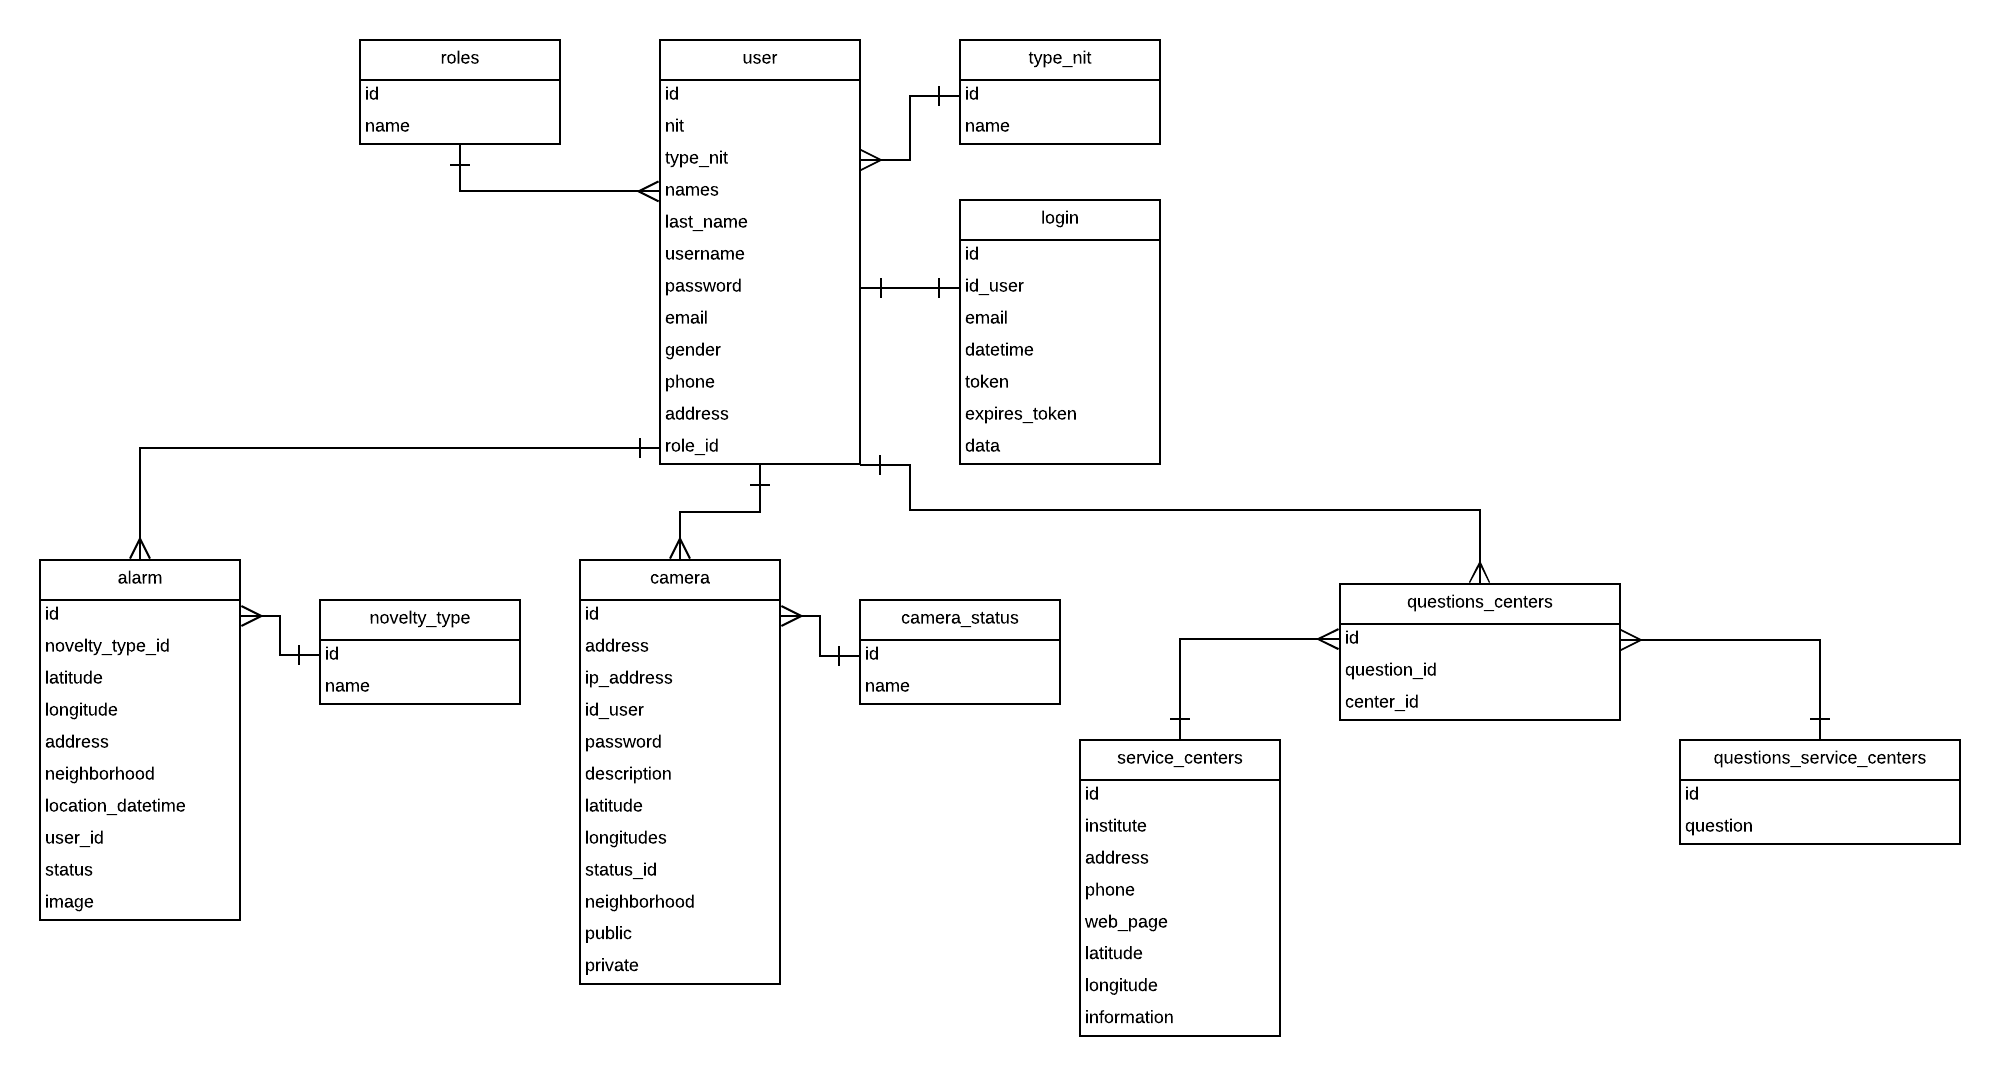 roles
id
name
user
id
nit
type_nit
names
last_name
username
password
email
gender
phone
address
role_id
type_nit
id
name
login
id
id_user
email
datetime
token
expires_token
data
alarm
id
novelty_type_id
latitude
longitude
address
neighborhood
location_datetime
user_id
status
image
novelty_type
id
name
camera
id
address
ip_address
id_user
password
description
latitude
longitudes
status_id
neighborhood
public
private
camera_status
id
name
questions_centers
id
question_id
center_id
service_centers
id
institute
address
phone
web_page
latitude
longitude
information
questions_service_centers
id
question